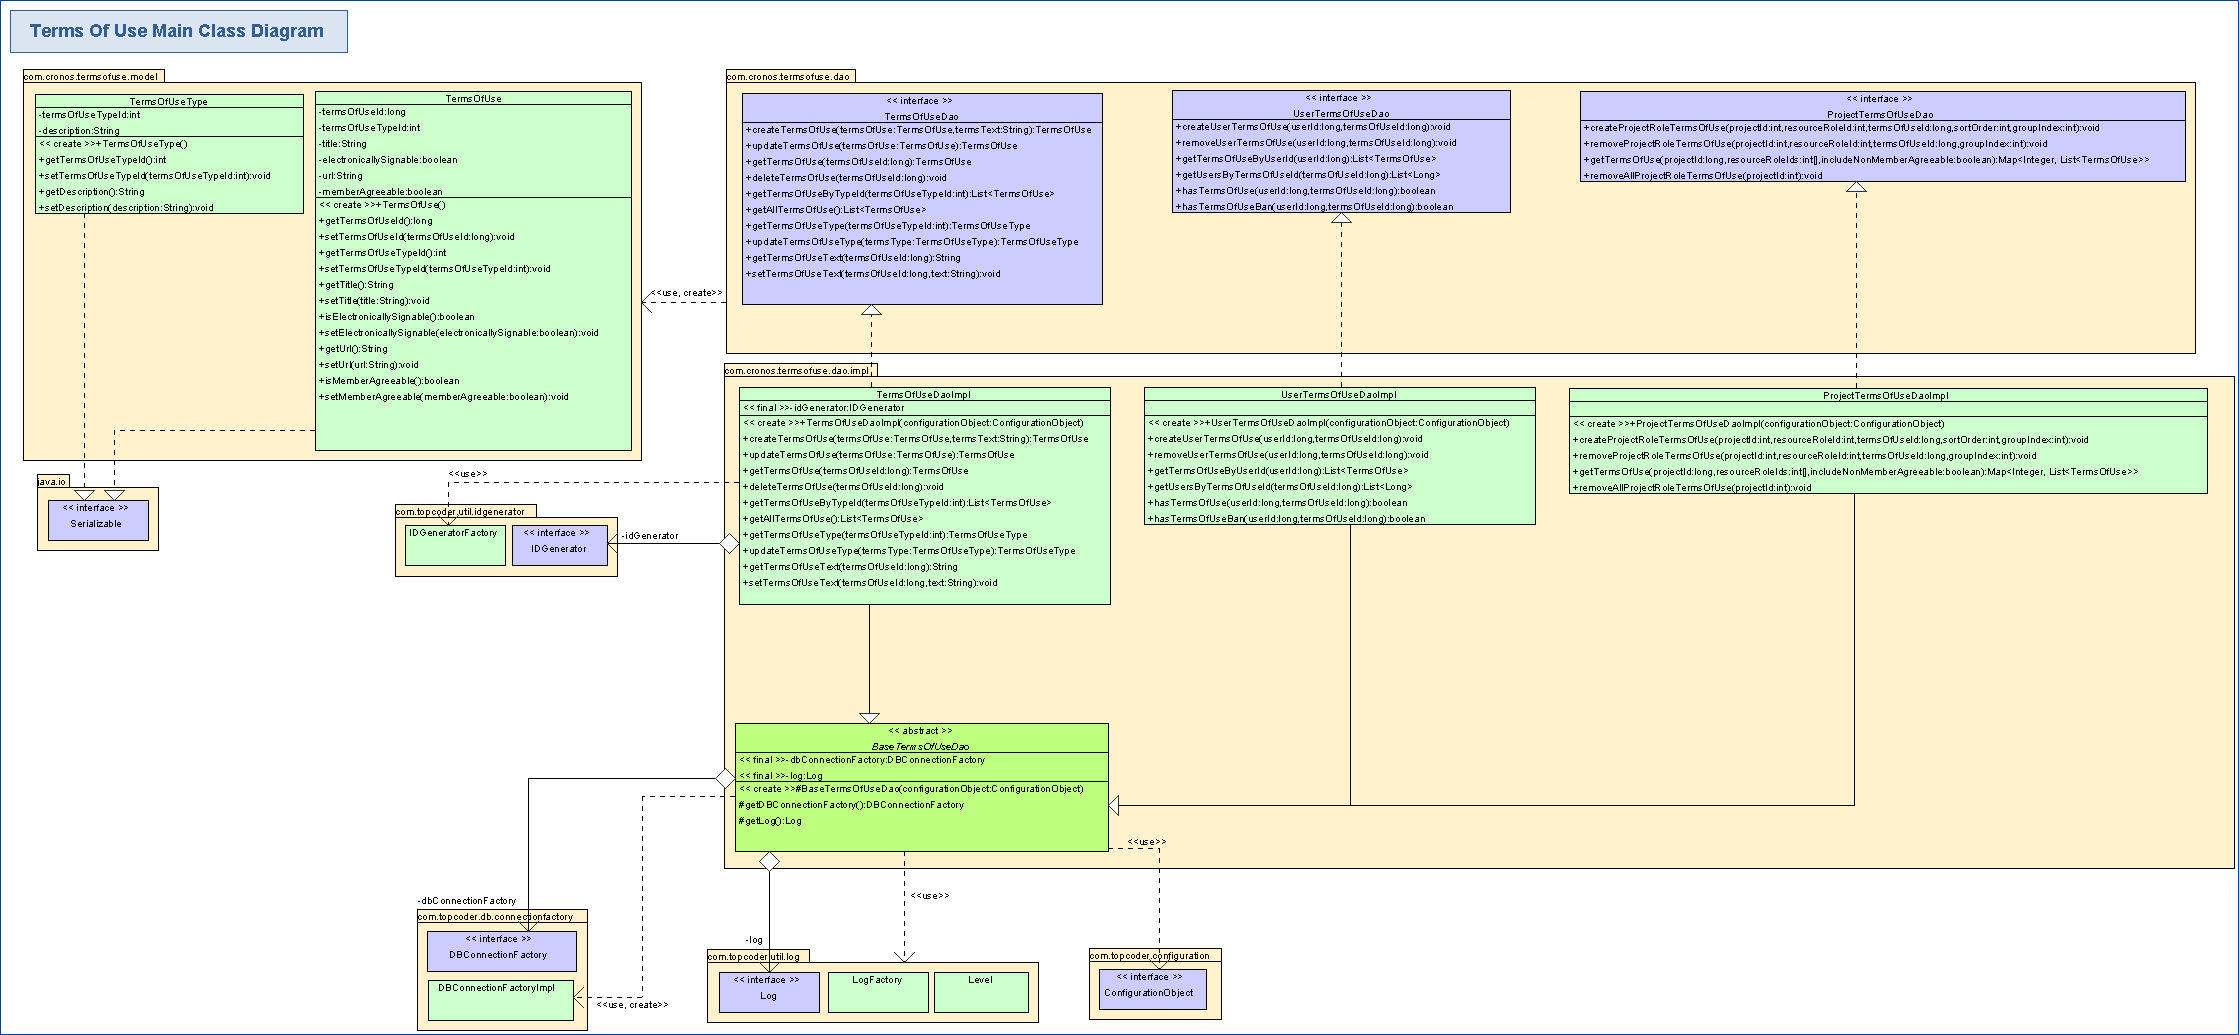 Terms Of Use Main Class Diagram
com.cronos.termsofuse.model
TermsOfUseType
-termsOfUseTypeId:int
-description:String
<< create >>+TermsOfUseType()
+getTermsOfUseTypeId():int
+setTermsOfUseTypeId(termsOfUseTypeId:int):void
+getDescription():String
+setDescription(description:String):void
TermsOfUse
-termsOfUseId:long
-termsOfUseTypeId:int
-title:String
-electronicallySignable:boolean
-url:String
-memberAgreeable:boolean
<< create >>+TermsOfUse()
+getTermsOfUseId():long
+setTermsOfUseId(termsOfUseId:long):void
+getTermsOfUseTypeId():int
+setTermsOfUseTypeId(termsOfUseTypeId:int):void
+getTitle():String
+setTitle(title:String):void
+isElectronicallySignable():boolean
+setElectronicallySignable(electronicallySignable:boolean):void
+getUrl():String
+setUrl(url:String):void
+isMemberAgreeable():boolean
+setMemberAgreeable(memberAgreeable:boolean):void
<<use, create>>
com.cronos.termsofuse.dao
<< interface >>
TermsOfUseDao
+createTermsOfUse(termsOfUse:TermsOfUse,termsText:String):TermsOfUse
+updateTermsOfUse(termsOfUse:TermsOfUse):TermsOfUse
+getTermsOfUse(termsOfUseId:long):TermsOfUse
+deleteTermsOfUse(termsOfUseId:long):void
+getTermsOfUseByTypeId(termsOfUseTypeId:int):List<TermsOfUse>
+getAllTermsOfUse():List<TermsOfUse>
+getTermsOfUseType(termsOfUseTypeId:int):TermsOfUseType
+updateTermsOfUseType(termsType:TermsOfUseType):TermsOfUseType
+getTermsOfUseText(termsOfUseId:long):String
+setTermsOfUseText(termsOfUseId:long,text:String):void
<< interface >>
UserTermsOfUseDao
+createUserTermsOfUse(userId:long,termsOfUseId:long):void
+removeUserTermsOfUse(userId:long,termsOfUseId:long):void
+getTermsOfUseByUserId(userId:long):List<TermsOfUse>
+getUsersByTermsOfUseId(termsOfUseId:long):List<Long>
+hasTermsOfUse(userId:long,termsOfUseId:long):boolean
+hasTermsOfUseBan(userId:long,termsOfUseId:long):boolean
<< interface >>
ProjectTermsOfUseDao
+createProjectRoleTermsOfUse(projectId:int,resourceRoleId:int,termsOfUseId:long,sortOrder:int,groupIndex:int):void
+removeProjectRoleTermsOfUse(projectId:int,resourceRoleId:int,termsOfUseId:long,groupIndex:int):void
+getTermsOfUse(projectId:long,resourceRoleIds:int[],includeNonMemberAgreeable:boolean):Map<Integer, List<TermsOfUse>>
+removeAllProjectRoleTermsOfUse(projectId:int):void
com.cronos.termsofuse.dao.impl
TermsOfUseDaoImpl
<< final >>-idGenerator:IDGenerator
<< create >>+TermsOfUseDaoImpl(configurationObject:ConfigurationObject)
+createTermsOfUse(termsOfUse:TermsOfUse,termsText:String):TermsOfUse
+updateTermsOfUse(termsOfUse:TermsOfUse):TermsOfUse
+getTermsOfUse(termsOfUseId:long):TermsOfUse
+deleteTermsOfUse(termsOfUseId:long):void
+getTermsOfUseByTypeId(termsOfUseTypeId:int):List<TermsOfUse>
+getAllTermsOfUse():List<TermsOfUse>
+getTermsOfUseType(termsOfUseTypeId:int):TermsOfUseType
+updateTermsOfUseType(termsType:TermsOfUseType):TermsOfUseType
+getTermsOfUseText(termsOfUseId:long):String
+setTermsOfUseText(termsOfUseId:long,text:String):void
UserTermsOfUseDaoImpl
<< create >>+UserTermsOfUseDaoImpl(configurationObject:ConfigurationObject)
+createUserTermsOfUse(userId:long,termsOfUseId:long):void
+removeUserTermsOfUse(userId:long,termsOfUseId:long):void
+getTermsOfUseByUserId(userId:long):List<TermsOfUse>
+getUsersByTermsOfUseId(termsOfUseId:long):List<Long>
+hasTermsOfUse(userId:long,termsOfUseId:long):boolean
+hasTermsOfUseBan(userId:long,termsOfUseId:long):boolean
ProjectTermsOfUseDaoImpl
<< create >>+ProjectTermsOfUseDaoImpl(configurationObject:ConfigurationObject)
+createProjectRoleTermsOfUse(projectId:int,resourceRoleId:int,termsOfUseId:long,sortOrder:int,groupIndex:int):void
+removeProjectRoleTermsOfUse(projectId:int,resourceRoleId:int,termsOfUseId:long,groupIndex:int):void
+getTermsOfUse(projectId:long,resourceRoleIds:int[],includeNonMemberAgreeable:boolean):Map<Integer, List<TermsOfUse>>
+removeAllProjectRoleTermsOfUse(projectId:int):void
java.io
<< interface >>
Serializable
<<use>>
com.topcoder.util.idgenerator
IDGeneratorFactory
<< interface >>
IDGenerator
-idGenerator
<< abstract >>
BaseTermsOfUseDao
<< final >>-dbConnectionFactory:DBConnectionFactory
<< final >>-log:Log
<< create >>#BaseTermsOfUseDao(configurationObject:ConfigurationObject)
#getDBConnectionFactory():DBConnectionFactory
#getLog():Log
<<use>>
<<use>>
-dbConnectionFactory
com.topcoder.db.connectionfactory
<< interface >>
DBConnectionFactory
DBConnectionFactoryImpl
<<use, create>>
-log
com.topcoder.util.log
<< interface >>
Log
LogFactory
Level
com.topcoder.configuration
<< interface >>
ConfigurationObject